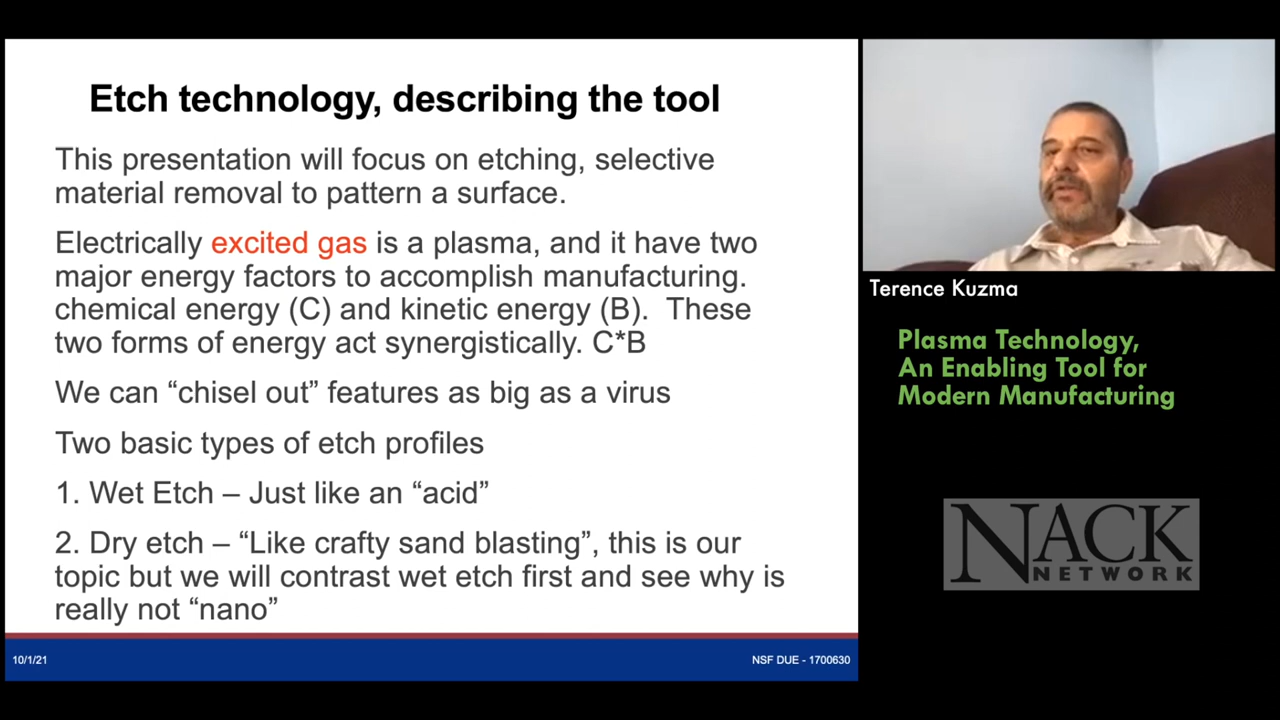 Etch technology, describing the tool
This presentation will focus on etching, selective
material removal to pattern a surface.
Electrically excited gas is a plasma, and it have two
major energy factors to accomplish manufacturing.
chemical energy (C) and kinetic energy (B).  These
two forms of energy act synergistically. C*B
We can “chisel out” features as big as a virus
Two basic types of etch profiles
1. Wet Etch – Just like an “acid”
2. Dry etch – “Like crafty sand blasting”, this is our
topic but we will contrast wet etch first and see why is
really not “nano”
10/1/21
NSF DUE - 1700630
Terence Kuzma
Plasma Technology,
An Enabling Tool for
Modern Manufacturing
NACK
NETWORK